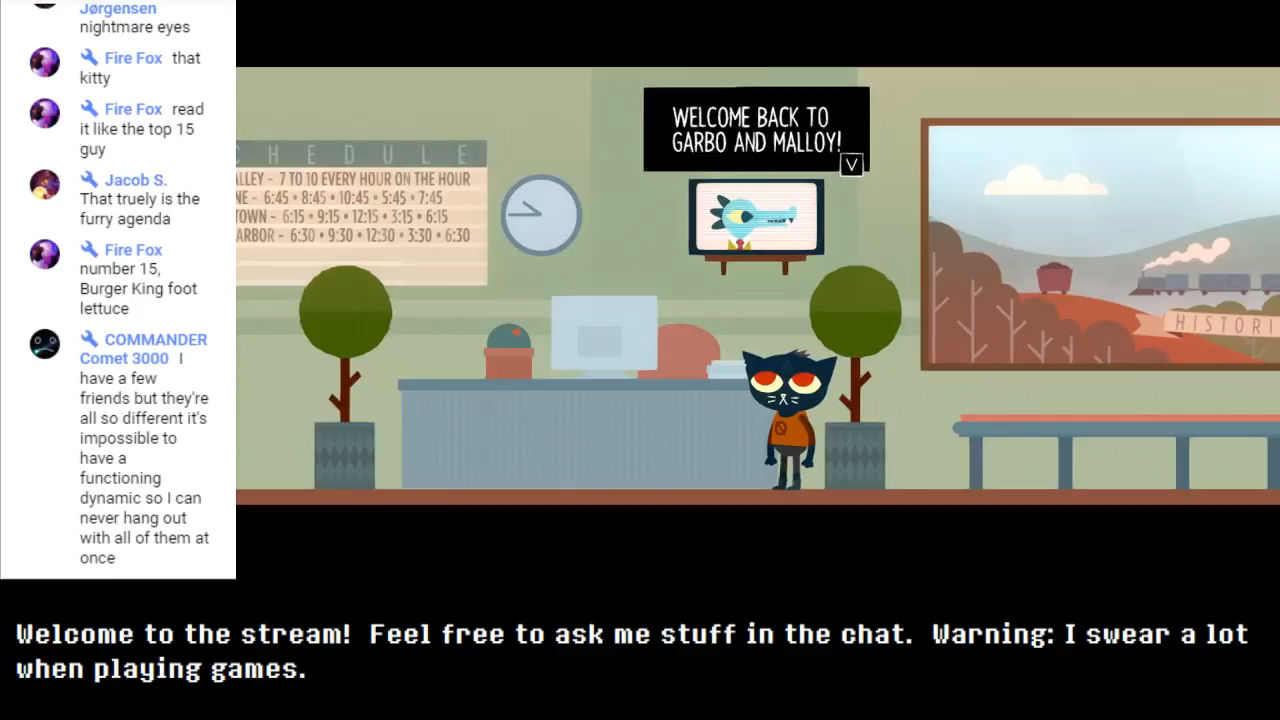 Jørgensen
nightmare eyes
Fire Fox that
kitty
Fire Fox read
it like the top 15
guy
Jacob S.
That truely is the
furry agenda
Fire Fox
number 15,
Burger King foot
lettuce
COMMANDER
Comet 3000 I
have a few
friends but they're
all so different it's
impossible to
have a
functioning
dynamic so I can
never hang out
with all of them at
once
CHEDULE
ALLEY - 7 TO 10 EVERY HOUR ON THE HOUR
NE - 6:45 • 8:45 • 10:45 • 5:45 • 7:45
TOWN - 6:15 • 9:15 • 12:15 • 3:15 • 6:15
ARBOR - 6:30 • 9:30 • 12:30 • 3:30 • 6:30
WELCOME BACK TO
GARBO AND MALLOY!
V
HISTORI
Welcome to the stream! Feel free to ask me stuff in the chat. Warning: I swear a lot
when playing games.